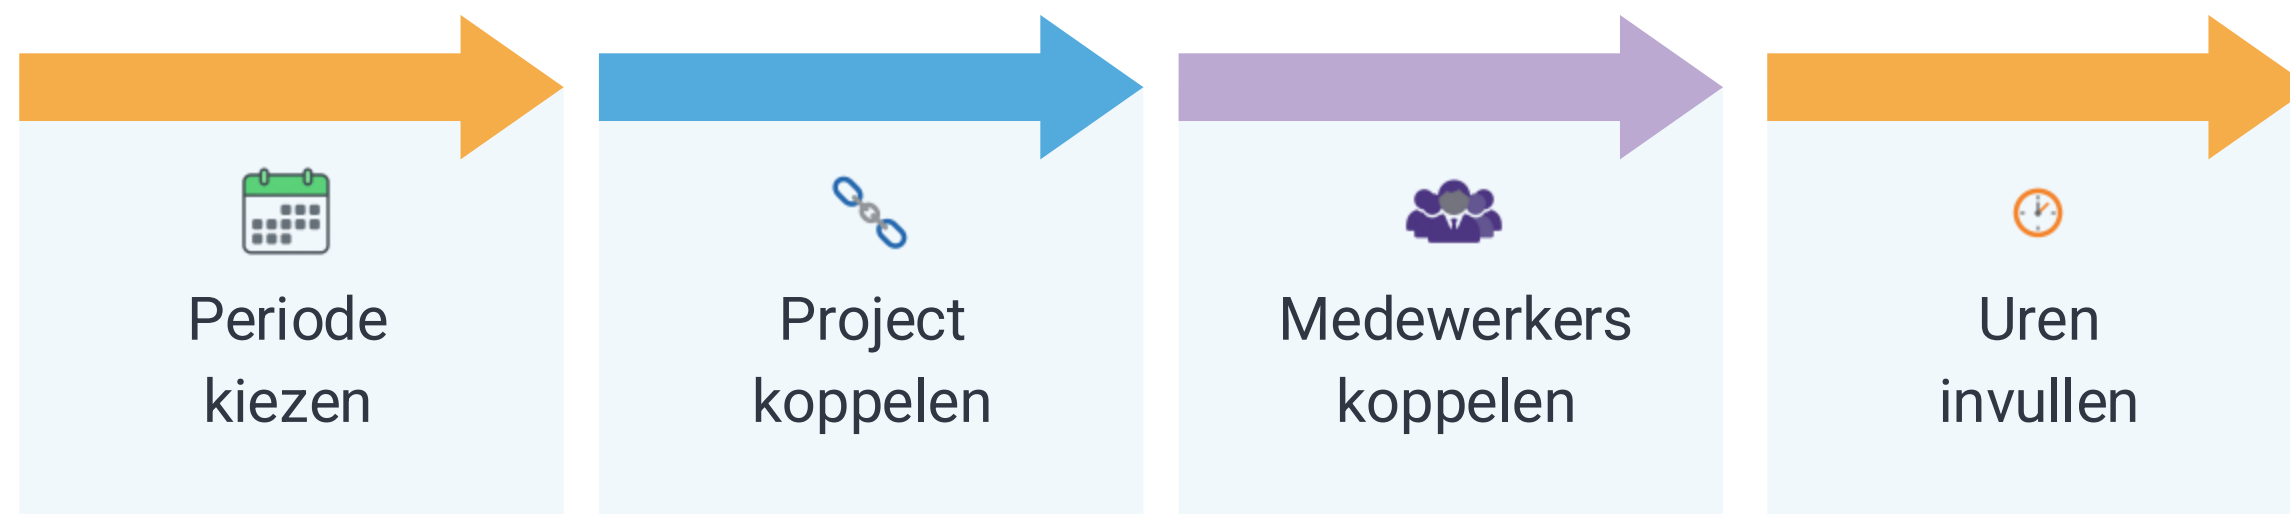 Periode
kiezen
Project
koppelen
Medewerkers
koppelen
Uren
invullen